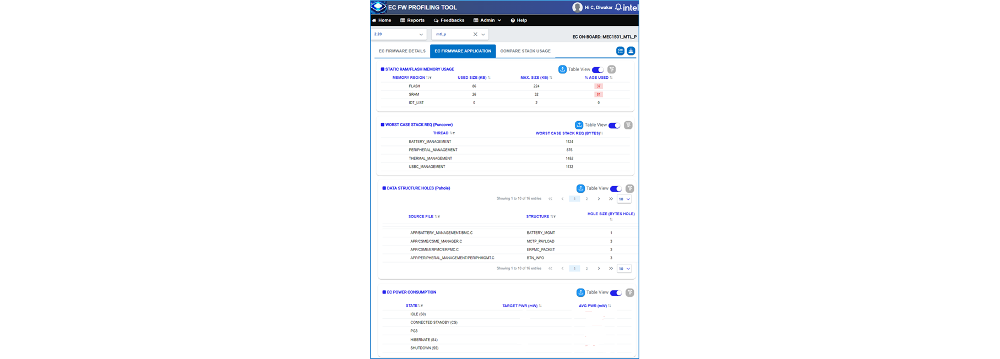 EC FW PROFILING TOOL Hi C, Diwakar intel
Home Reports Feedbacks Admin Help
2.20 mtl_p
EC ON-BOARD: MEC1501_MTL_P
EC FIRMWARE DETAILS EC FIRMWARE APPLICATION COMPARE STACK USAGE
STATIC RAM/FLASH MEMORY USAGE Table View
MEMORY REGION USED SIZE (KB) MAX. SIZE (KB) % AGE USED
FLASH 86 224 37
SRAM 26 32 81
IDT_LIST 0 2 0
WORST CASE STACK REQ (Puncover) Table View
THREAD WORST CASE STACK REQ (BYTES)
BATTERY_MANAGEMENT 1124
PERIPHERAL_MANAGEMENT 876
THERMAL_MANAGEMENT 1452
USBC_MANAGEMENT 1132
DATA STRUCTURE HOLES (Pahole) Table View
Showing 1 to 10 of 16 entries << < 1 2 > >> 10
SOURCE FILE STRUCTURE HOLE SIZE (BYTES HOLE)
APP/BATTERY_MANAGEMENT/BMC.C BATTERY_MGMT 1
APP/CSME/CSME_MANAGER.C MCTP_PAYLOAD 3
APP/CSME/ERPMC/ERPMC.C ERPMC_PACKET 3
APP/PERIPHERAL_MANAGEMENT/PERIPHMGMT.C BTN_INFO 3
Showing 1 to 10 of 16 entries << < 1 2 > >> 10
EC POWER CONSUMPTION Table View
STATE TARGET PWR (mW) AVG PWR (mW)
IDLE (S0)
CONNECTED STANDBY (CS)
PG3
HIBERNATE (S4)
SHUTDOWN (S5)